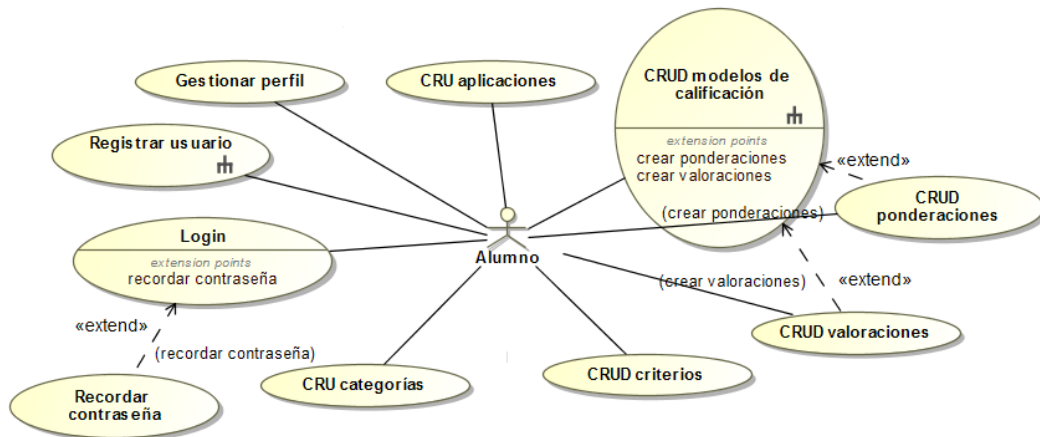 Gestionar perfil
CRU aplicaciones
CRUD modelos de
calificación
extension points
crear ponderaciones
crear valoraciones
Registrar usuario
«extend»
CRUD
ponderaciones
(crear ponderaciones)
Login
extension points
recordar contraseña
Alumno
(crear valoraciones)
«extend»
«extend»
(recordar contraseña)
CRUD valoraciones
CRU categorías
CRUD criterios
Recordar
contraseña